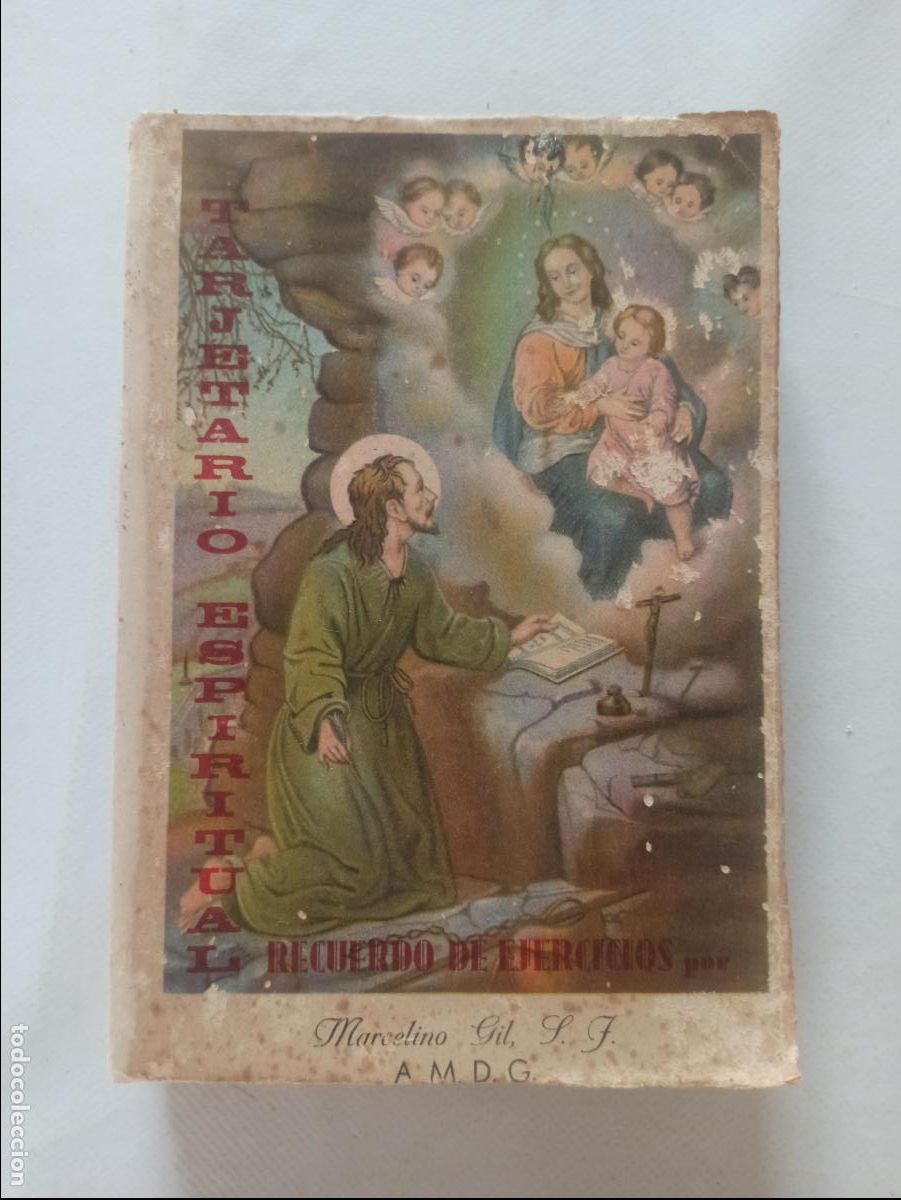 TARJETARIO ESPIRITUAL
RECUERDO DE EJERCICIOS por
Marcelino Gil, S. J.
A. M. D. G.
todocoleccion